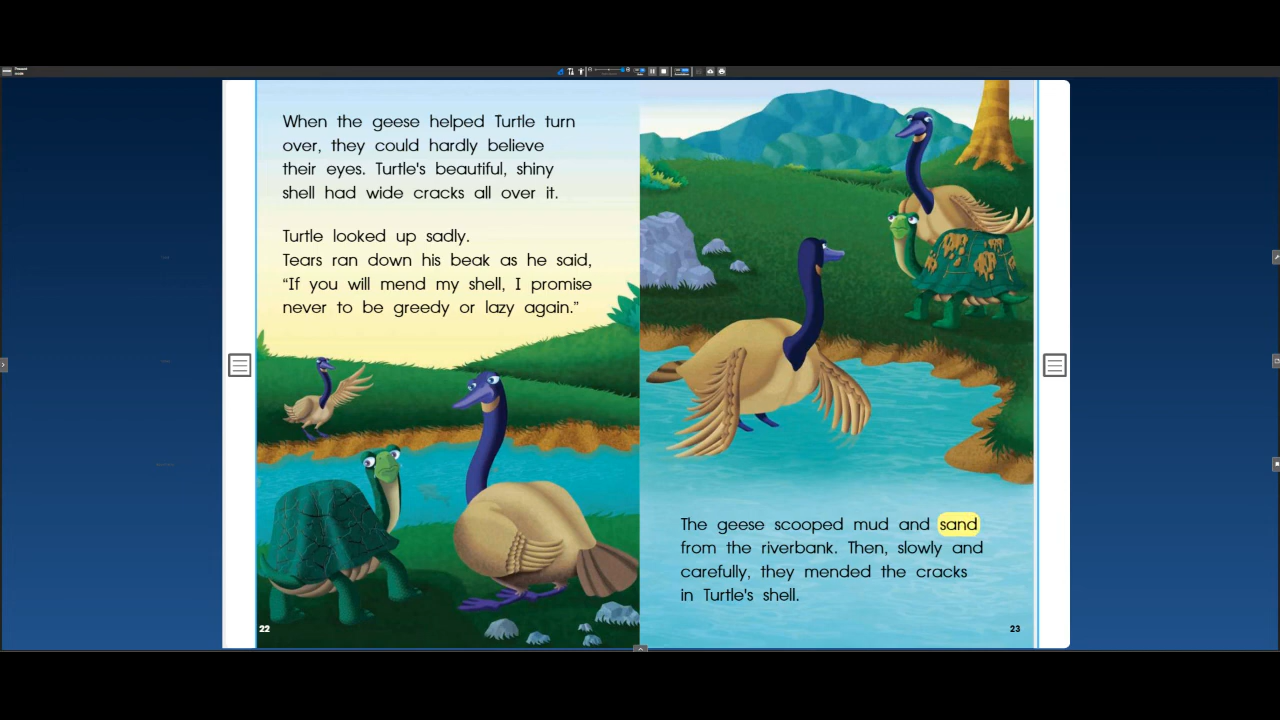 When the geese helped Turtle turn
over, they could hardly believe
their eyes. Turtle's beautiful, shiny
shell had wide cracks all over it.
Turtle looked up sadly.
Tears ran down his beak as he said,
“If you will mend my shell, I promise
never to be greedy or lazy again.”
22
The geese scooped mud and sand
from the riverbank. Then, slowly and
carefully, they mended the cracks
in Turtle's shell.
23